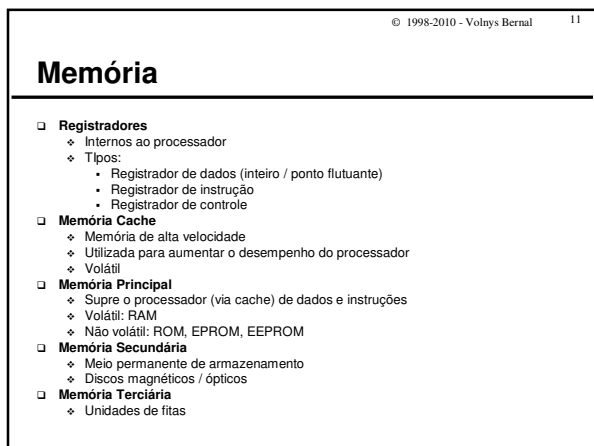 © 1998-2010 - Volnys Bernal 11
Memória
❑ Registradores
❖ Internos ao processador
❖ TIpos:
▪ Registrador de dados (inteiro / ponto flutuante)
▪ Registrador de instrução
▪ Registrador de controle
❑ Memória Cache
❖ Memória de alta velocidade
❖ Utilizada para aumentar o desempenho do processador
❖ Volátil
❑ Memória Principal
❖ Supre o processador (via cache) de dados e instruções
❖ Volátil: RAM
❖ Não volátil: ROM, EPROM, EEPROM
❑ Memória Secundária
❖ Meio permanente de armazenamento
❖ Discos magnéticos / ópticos
❑ Memória Terciária
❖ Unidades de fitas